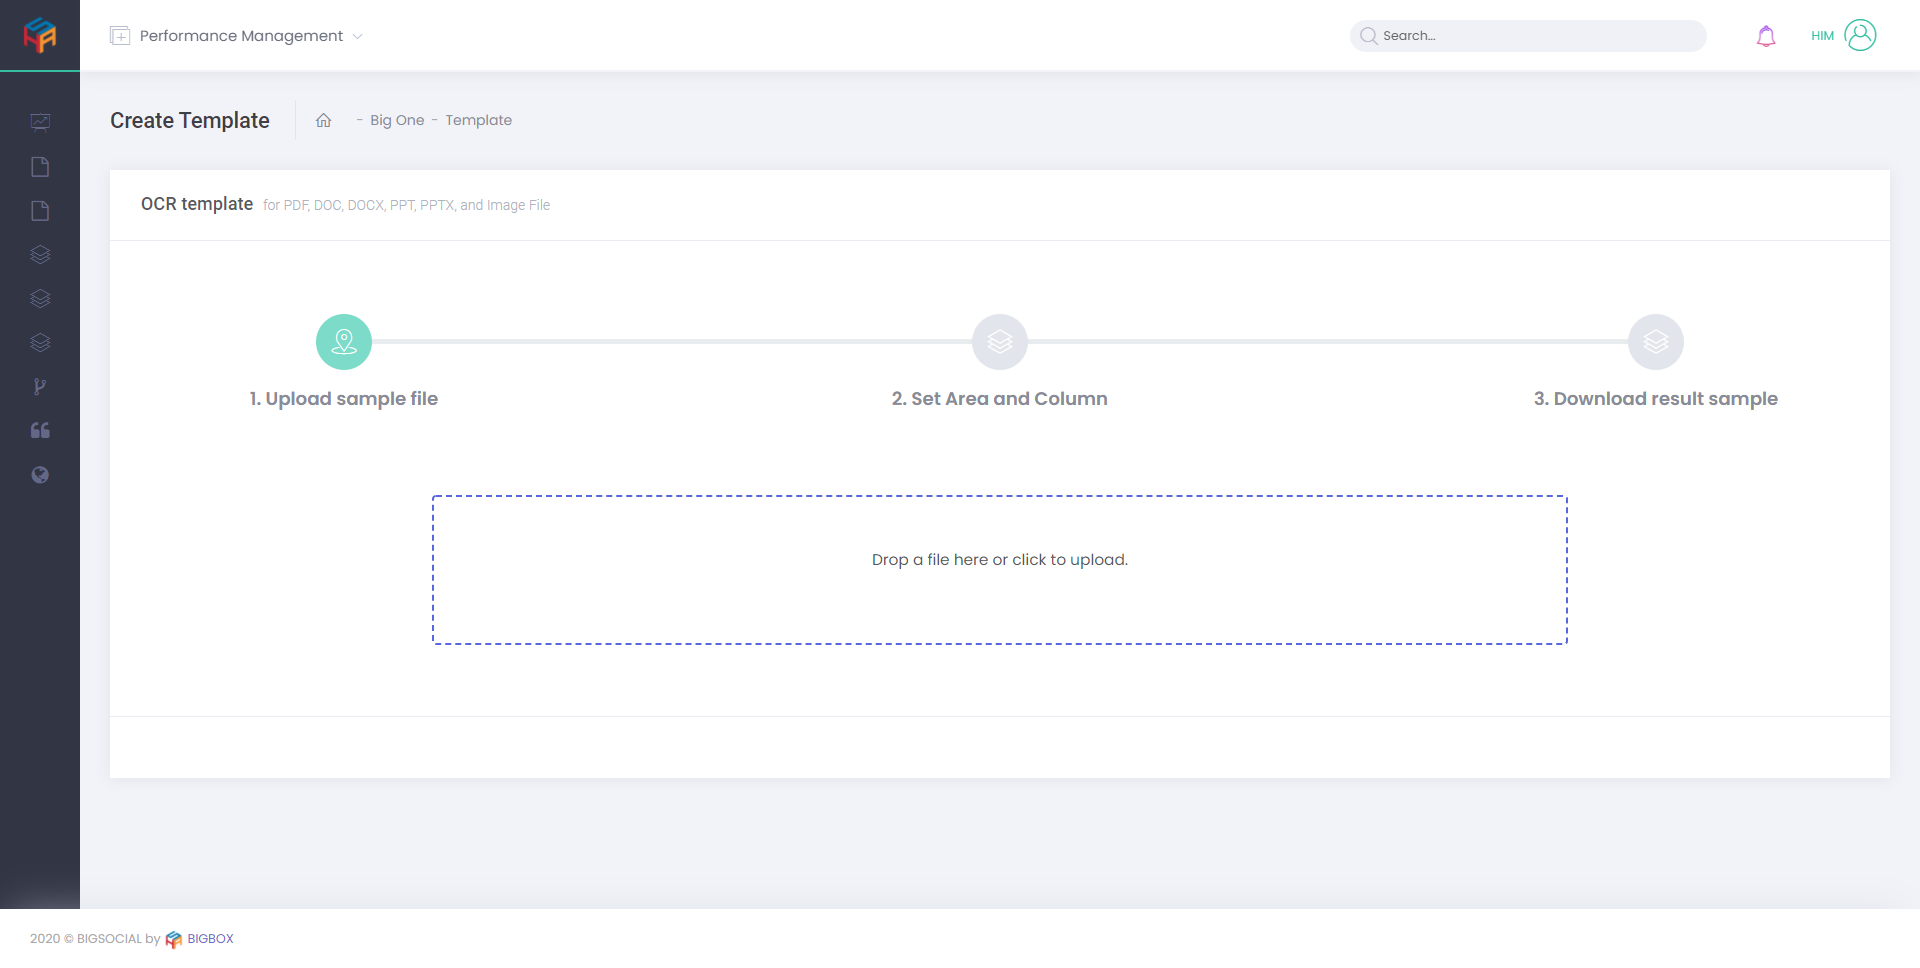 Performance Management
Search...
HIM
Create Template
- Big One - Template
OCR template for PDF, DOC, DOCX, PPT, PPTX, and Image File
1. Upload sample file
2. Set Area and Column
3. Download result sample
Drop a file here or click to upload.
2020 © BIGSOCIAL by BIGBOX